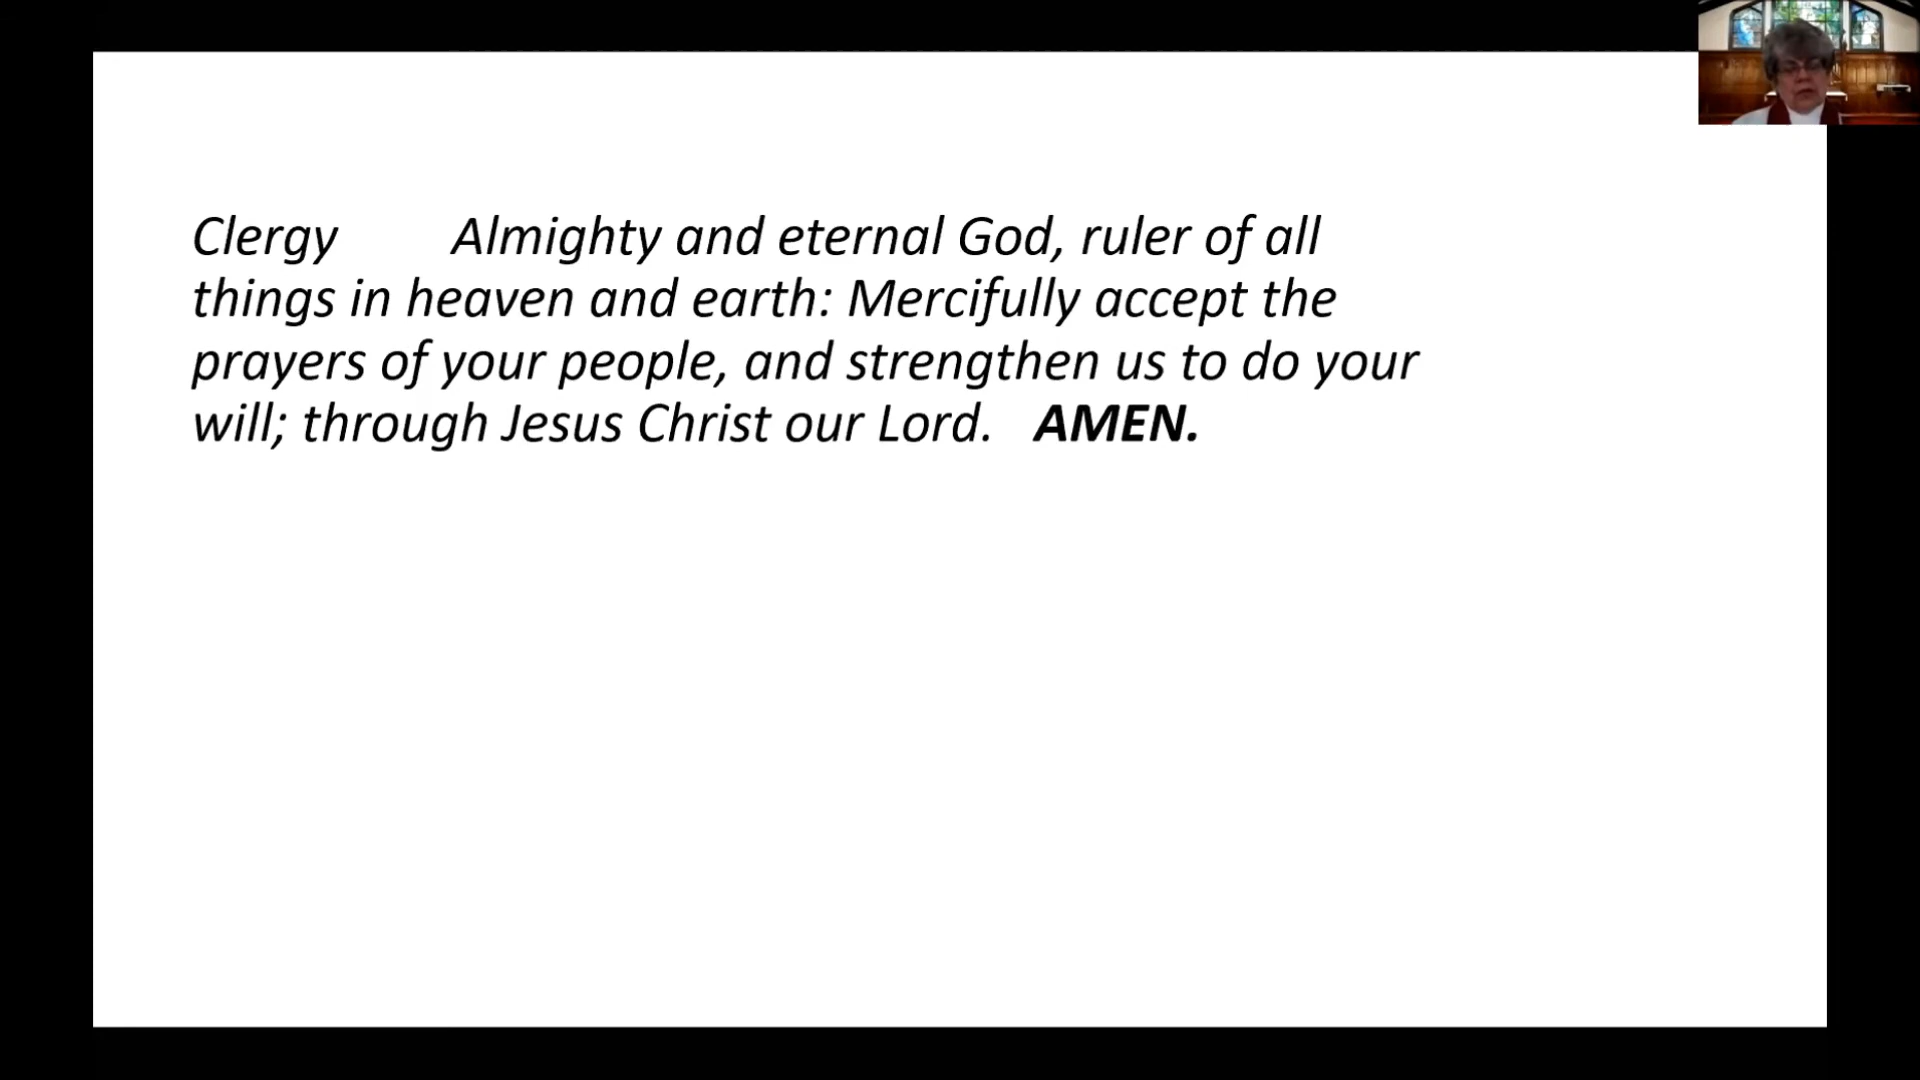 Clergy Almighty and eternal God, ruler of all
things in heaven and earth: Mercifully accept the
prayers of your people, and strengthen us to do your
will; through Jesus Christ our Lord. AMEN.